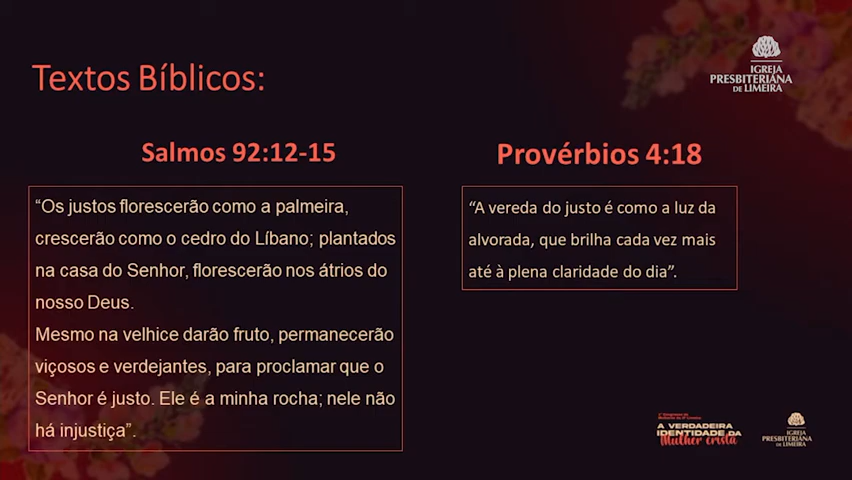 Textos Bíblicos:
IGREJA
PRESBITERIANA
DE LIMEIRA
Salmos 92:12-15
“Os justos florescerão como a palmeira,
crescerão como o cedro do Líbano; plantados
na casa do Senhor, florescerão nos átrios do
nosso Deus.
Mesmo na velhice darão fruto, permanecerão
viçosos e verdejantes, para proclamar que o
Senhor é justo. Ele é a minha rocha; nele não
há injustiça”.
Provérbios 4:18
“A vereda do justo é como a luz da
alvorada, que brilha cada vez mais
até à plena claridade do dia”.
A VERDADEIRA
IDENTIDADE DA
Mulher cristã
IGREJA
PRESBITERIANA
DE LIMEIRA